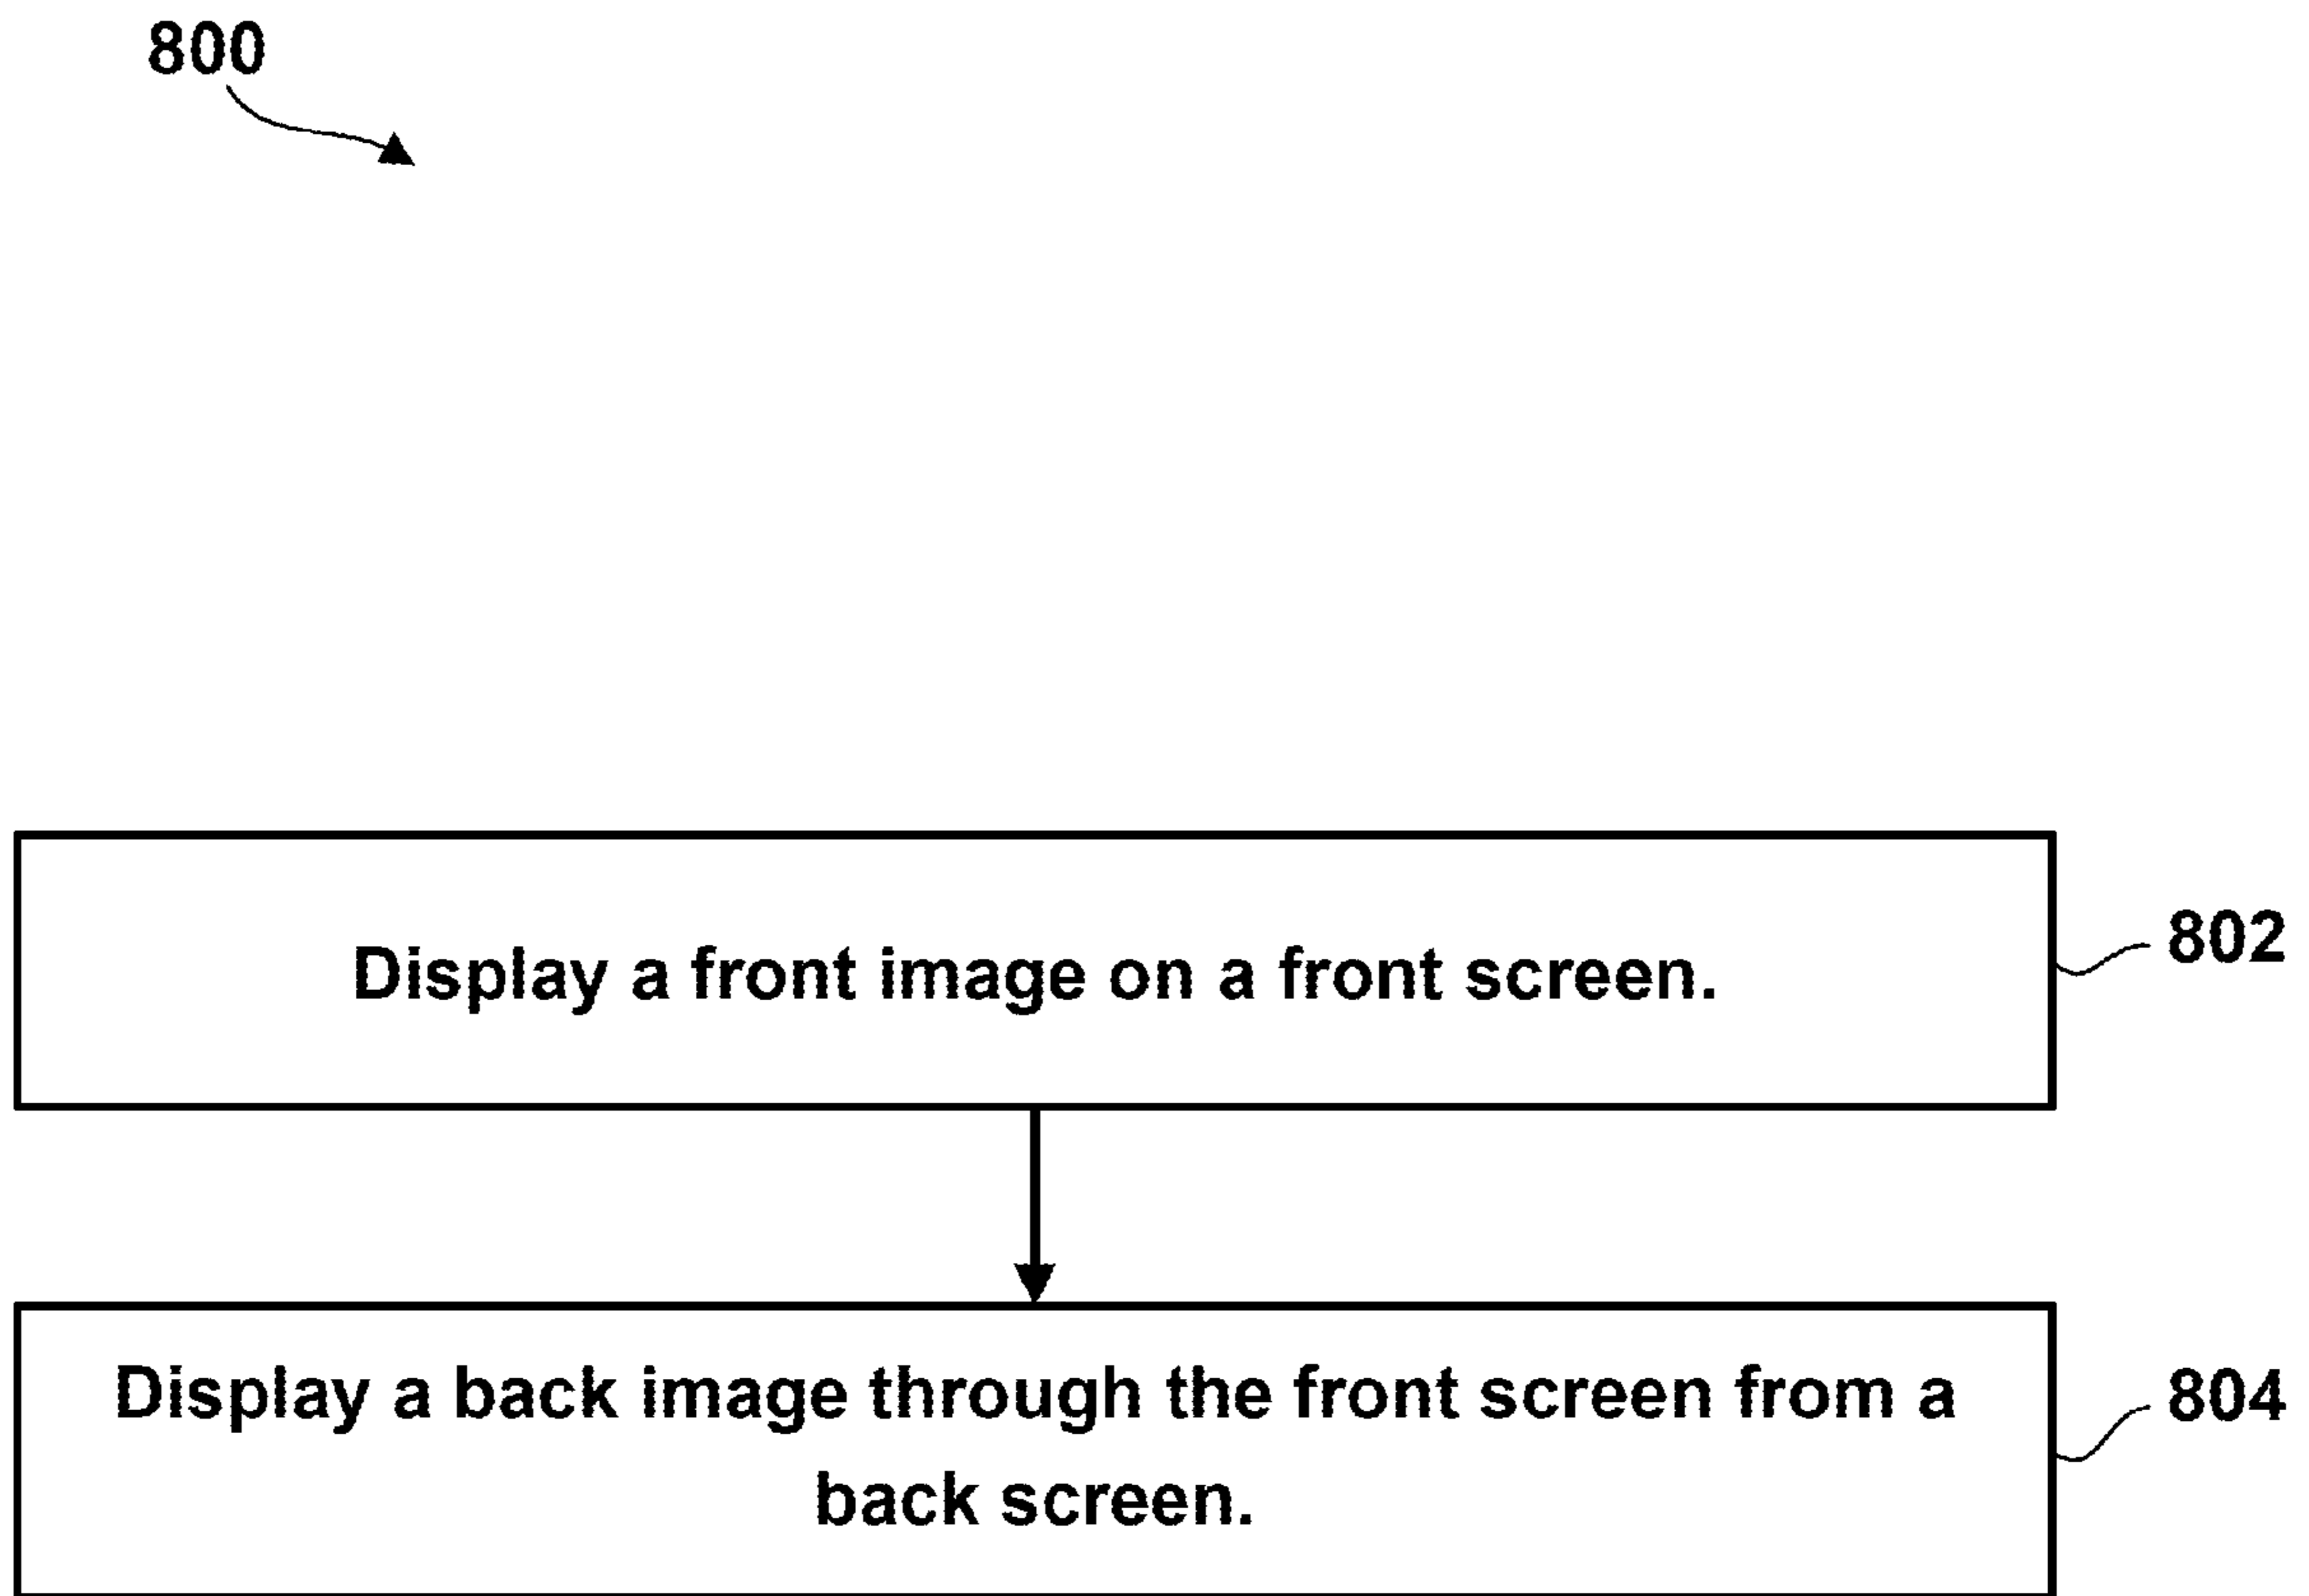 800
Display a front image on a front screen.
802
Display a back image through the front screen from a
back screen.
804